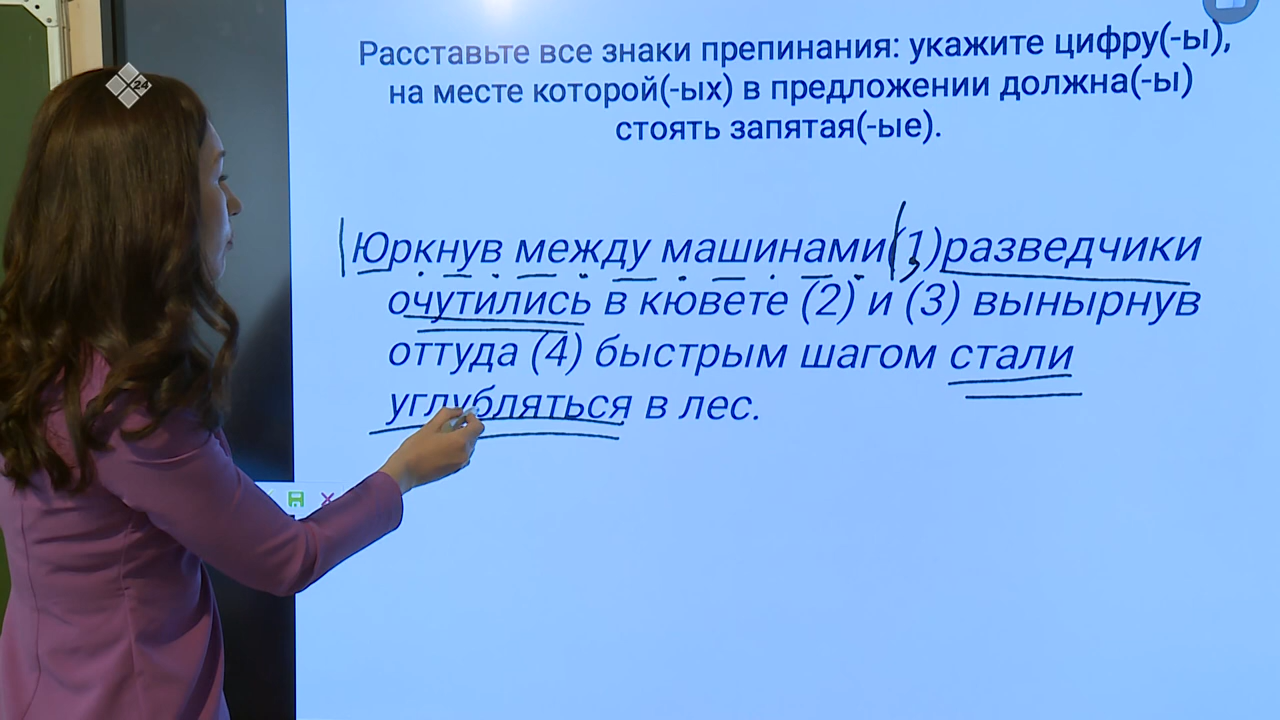 24
Расставьте все знаки препинания: укажите цифру(-ы),
на месте которой(-ых) в предложении должна(-ы)
стоять запятая(-ые).
Юркнув между машинами(1)разведчики
очутились в кювете (2) и (3) вынырнув
оттуда (4) быстрым шагом стали
углубляться в лес.